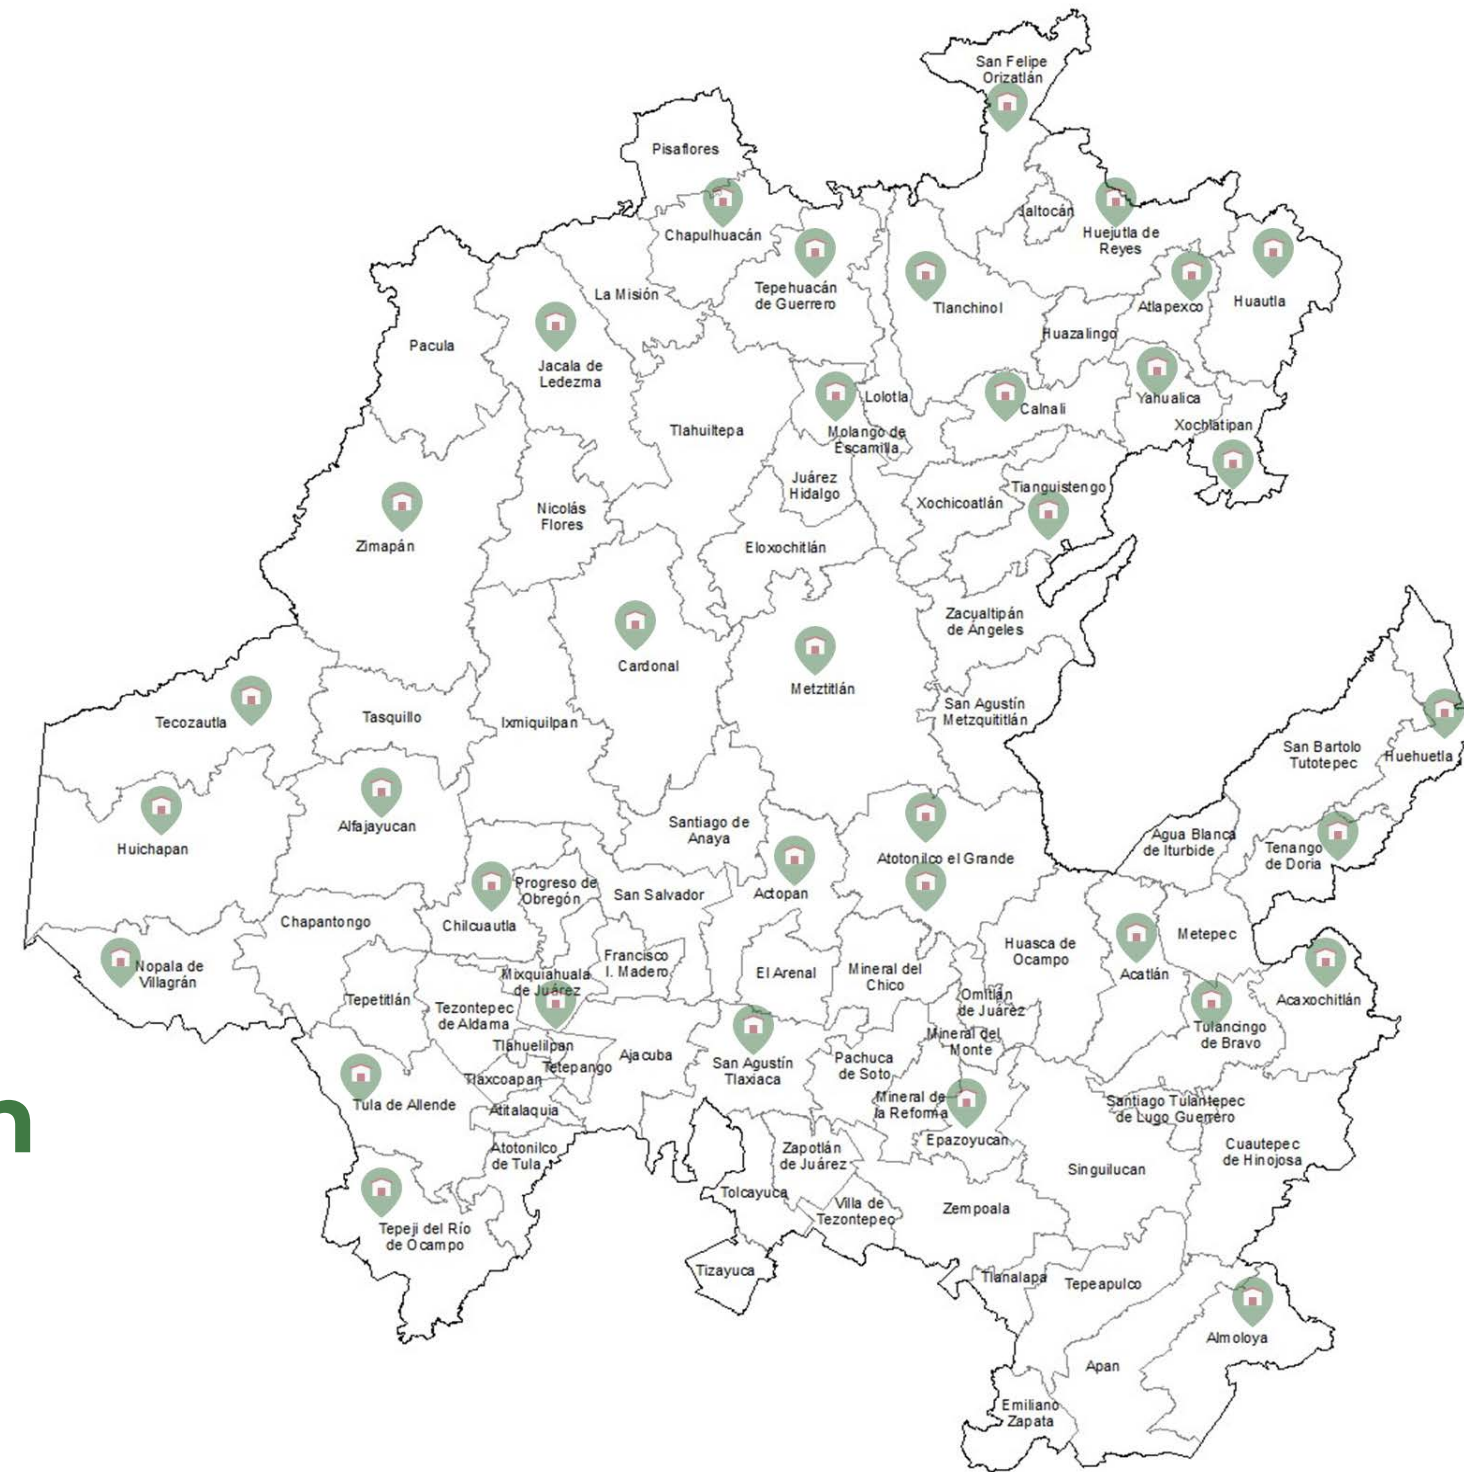 San Felipe
Orizatlán
Pisaflores
Jaltocán
Chapulhuacán
Huejutla de
Reyes
La Misión
Tepehuacán
de Guerrero
Tlanchinol
Atlapexco
Huautla
Pacula
Huazalingo
Jacala de
Ledezma
Lolotla
Calnali
Yahualica
Xochiatipan
Tlahuiltepa
Molango de
Escamilla
Juárez
Hidalgo
Tianguistengo
Xochicoatlán
Nicolás
Flores
Zimapán
Eloxochitlán
Zacualtipán
de Ángeles
Cardonal
Metztitlán
San Agustín
Metzquititlán
Tecozautla
Tasquillo
Ixmiquilpan
San Bartolo
Tutotepec
Huehuetla
Huichapan
Alfajayucan
Santiago de
Anaya
Agua Blanca
de Iturbide
Tenango
de Doria
Atotonilco el Grande
Progreso de
Obregón
San Salvador
Actopan
Chapantongo
Chilcuautla
Metepec
Nopala de
Villagrán
Francisco
I. Madero
Huasca de
Ocampo
Mixquiahuala
de Juárez
El Arenal
Mineral del
Chico
Acatlán
Acaxochitlán
Tepetitlán
Tezontepec
de Aldama
Omitlán
de Juárez
Tulancingo
de Bravo
Tlahuelilpan
Mineral del
Monte
Ajacuba
San Agustín
Tlaxiaca
Pachuca
de Soto
Tetepango
Tlaxcoapan
Tula de Allende
Atitalaquia
Mineral de
la Reforma
Santiago Tulantepec
de Lugo Guerrero
n
Epazoyucan
Atotonilco
de Tula
Zapotlán
de Juárez
Cuautepec
de Hinojosa
Singuilucan
Tolcayuca
Villa de
Tezontepec
Zempoala
Tepeji del Río
de Ocampo
Tizayuca
Tlanalapa
Tepeapulco
Almoloya
Apan
Emiliano
Zapata